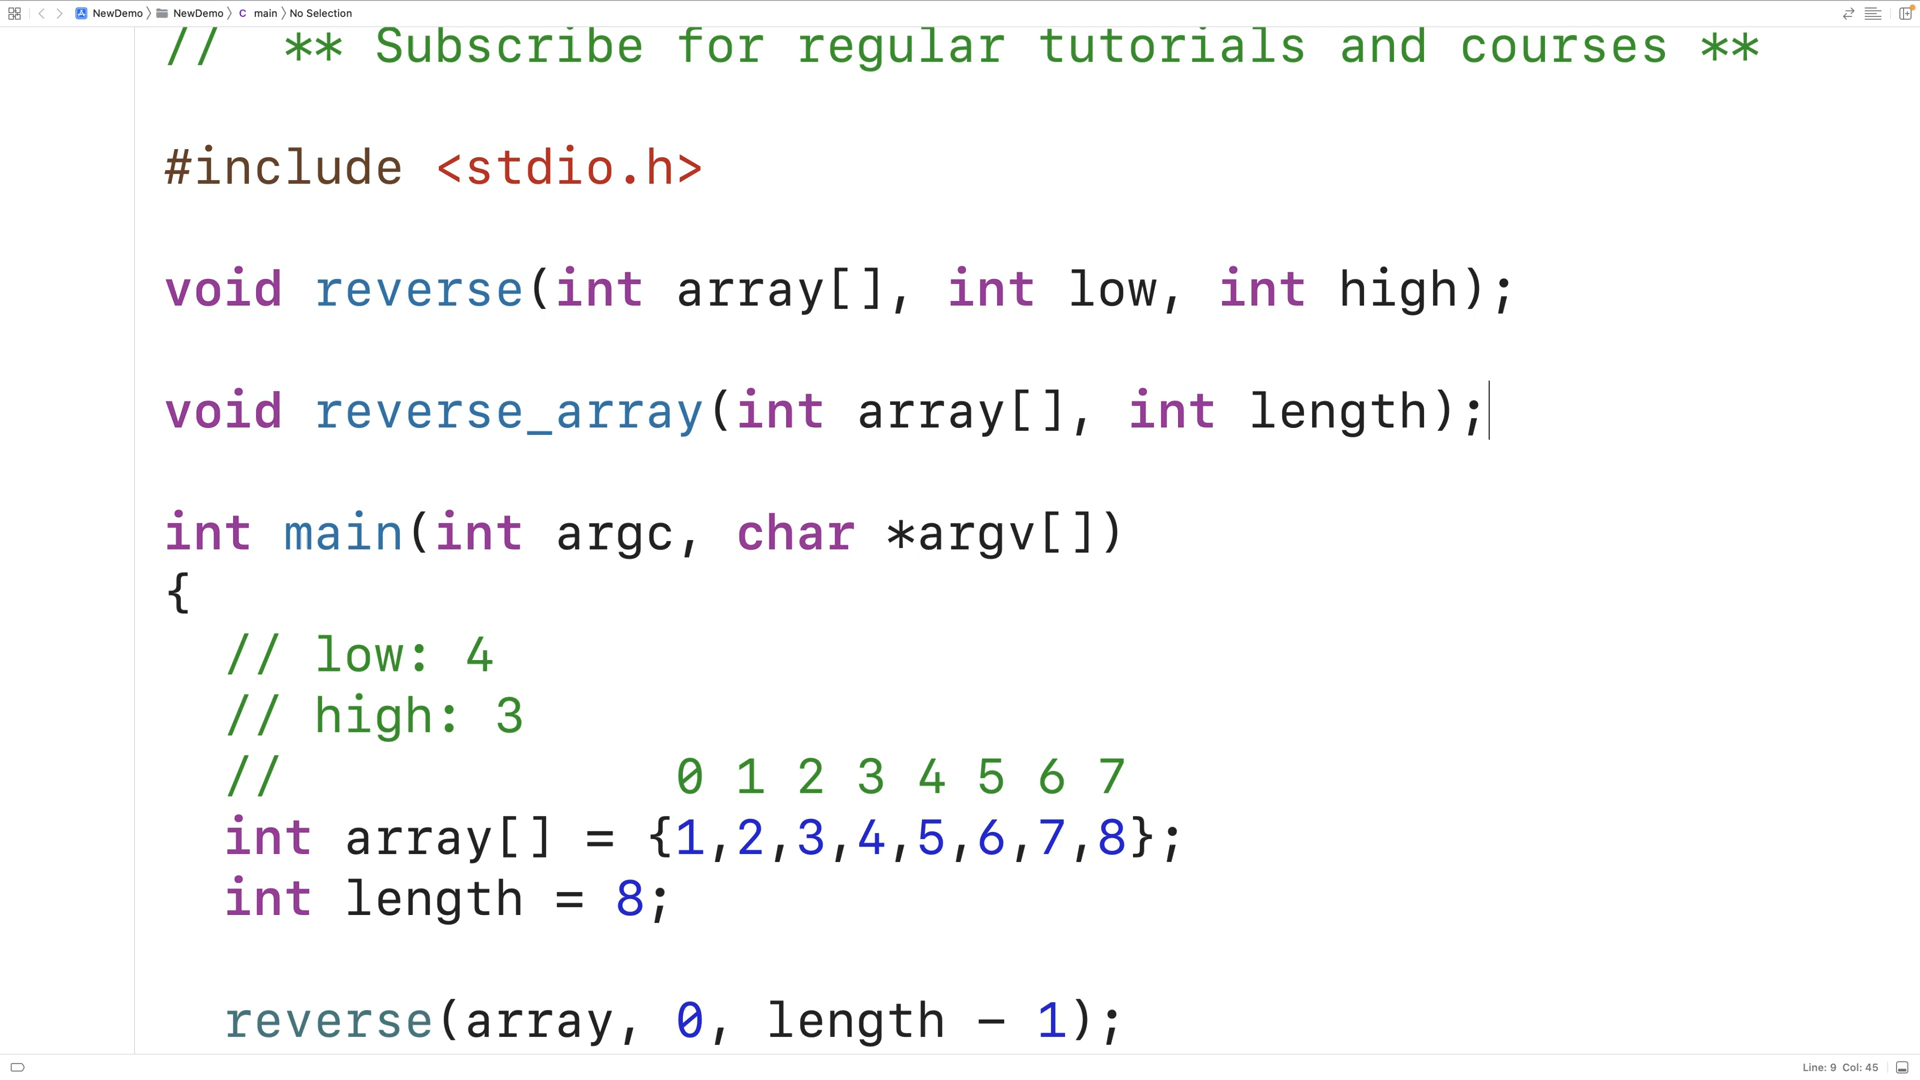 NewDemo 〉 NewDemo 〉 C main 〉 No Selection
//  ** Subscribe for regular tutorials and courses **
#include <stdio.h>
void reverse(int array[], int low, int high);
void reverse_array(int array[], int length);
int main(int argc, char *argv[])
{
  // low: 4
  // high: 3
  //             0 1 2 3 4 5 6 7
  int array[] = {1,2,3,4,5,6,7,8};
  int length = 8;
  reverse(array, 0, length - 1);
Line: 9 Col: 45